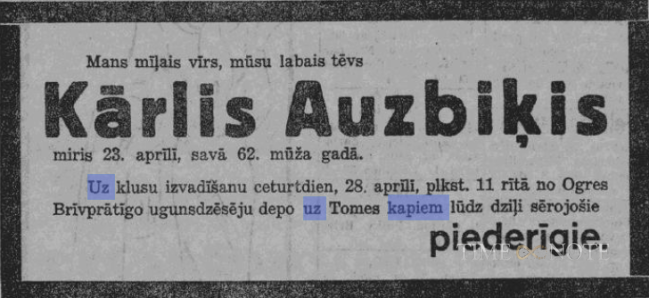 Mans mīļais vīrs, mūsu labais tēvs
Kārlis Auzbiķis
miris 23. aprīlī, savā 62. mūža gadā.
Uz klusu izvadīšanu ceturtdien, 28. aprīlī, plkst. 11 rītā no Ogres
Brīvprātīgo ugunsdzēsēju depo uz Tomes kapiem lūdz dziļi sērojošie
piederīgie.
TIMENOTE